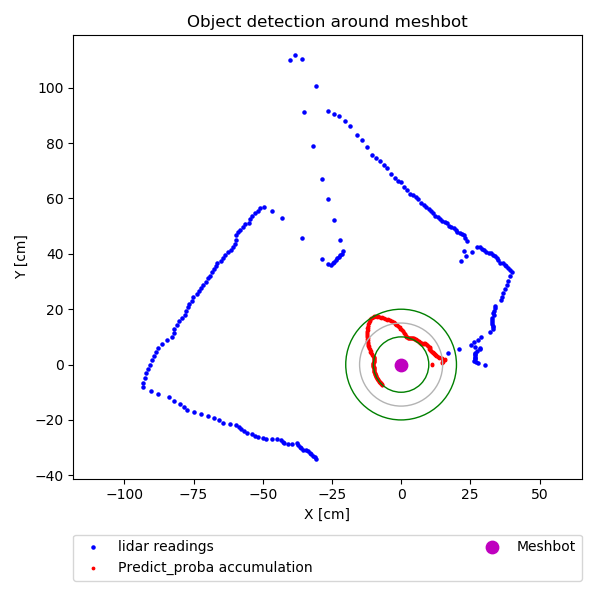 Object detection around meshbot
Y [cm]
100
80
60
40
20
0
−20
−40
−100
−75
−50
−25
0
25
50
X [cm]
lidar readings
Meshbot
Predict_proba accumulation